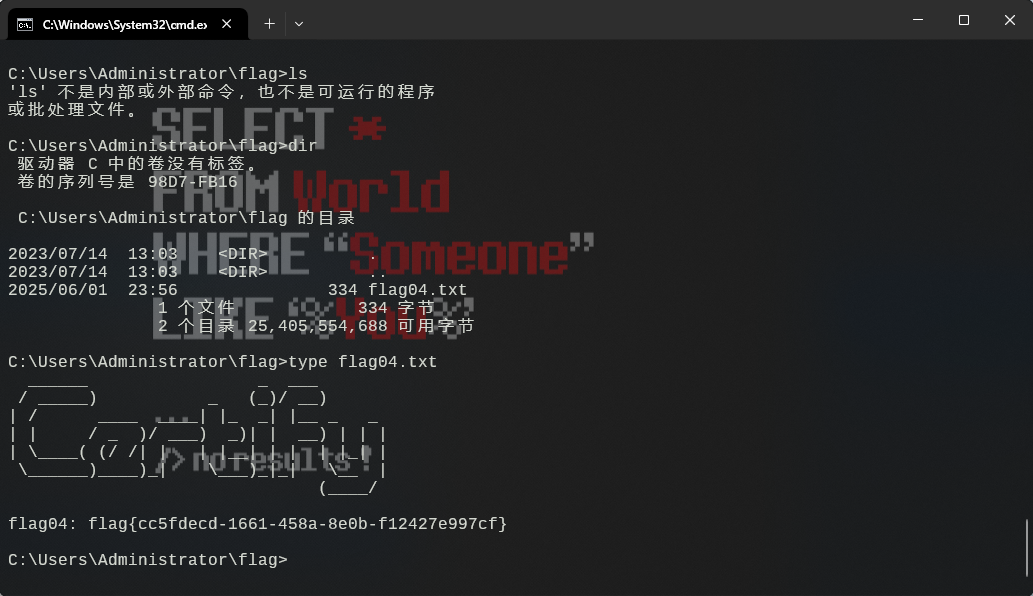 C:\Windows\System32\cmd.ex
C:\Users\Administrator\flag>ls
'ls' 不是内部或外部命令，也不是可运行的程序
或批处理文件。
C:\Users\Administrator\flag>dir
驱动器 C 中的卷没有标签。
卷的序列号是 98D7-FB16
C:\Users\Administrator\flag 的目录
2023/07/14  13:03    <DIR>          .
2023/07/14  13:03    <DIR>          ..
2025/06/01  23:56               334 flag04.txt
1 个文件            334 字节
2 个目录 25,405,554,688 可用字节
C:\Users\Administrator\flag>type flag04.txt
flag04: flag{cc5fdecd-1661-458a-8e0b-f12427e997cf}
C:\Users\Administrator\flag>
SELECT *
FROM World
WHERE “Someone”
LIKE ‘%You%’
...
/> no results !